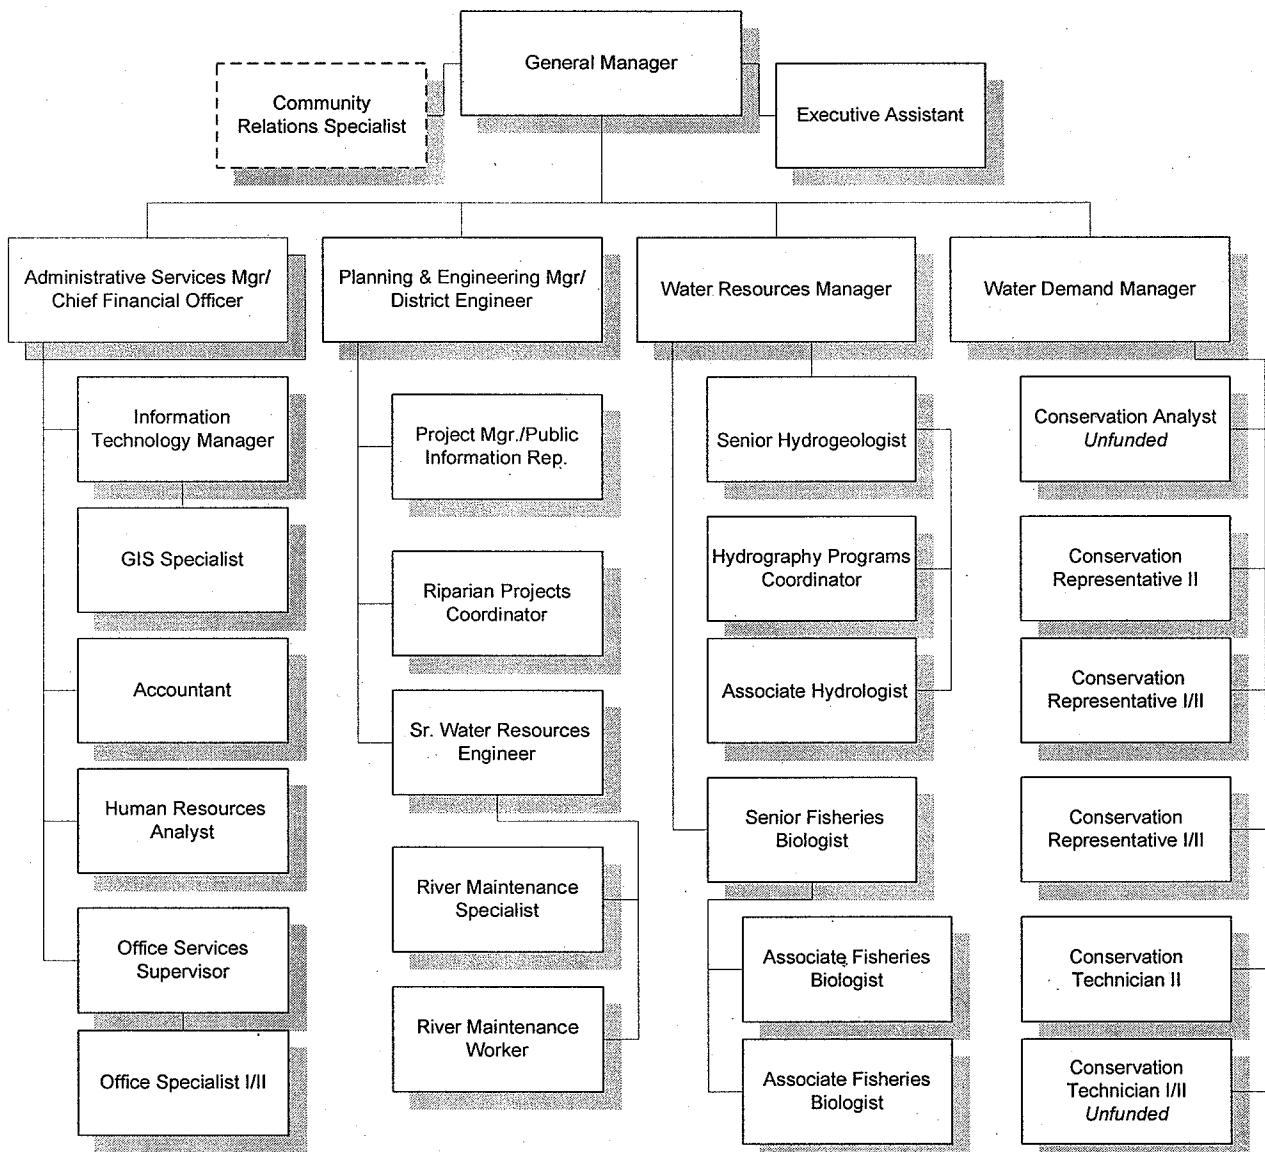 General Manager
Community
Relations Specialist
Executive Assistant
Administrative Services Mgr/
Chief Financial Officer
Planning & Engineering Mgr/
District Engineer
Water Resources Manager
Water Demand Manager
Information
Technology Manager
GIS Specialist
Accountant
Human Resources
Analyst
Office Services
Supervisor
Office Specialist I/II
Project Mgr./Public
Information Rep.
Riparian Projects
Coordinator
Sr. Water Resources
Engineer
River Maintenance
Specialist
River Maintenance
Worker
Senior Hydrogeologist
Hydrography Programs
Coordinator
Associate Hydrologist
Senior Fisheries
Biologist
Associate Fisheries
Biologist
Associate Fisheries
Biologist
Conservation Analyst
Unfunded
Conservation
Representative II
Conservation
Representative I/II
Conservation
Representative I/II
Conservation
Technician II
Conservation
Technician I/II
Unfunded